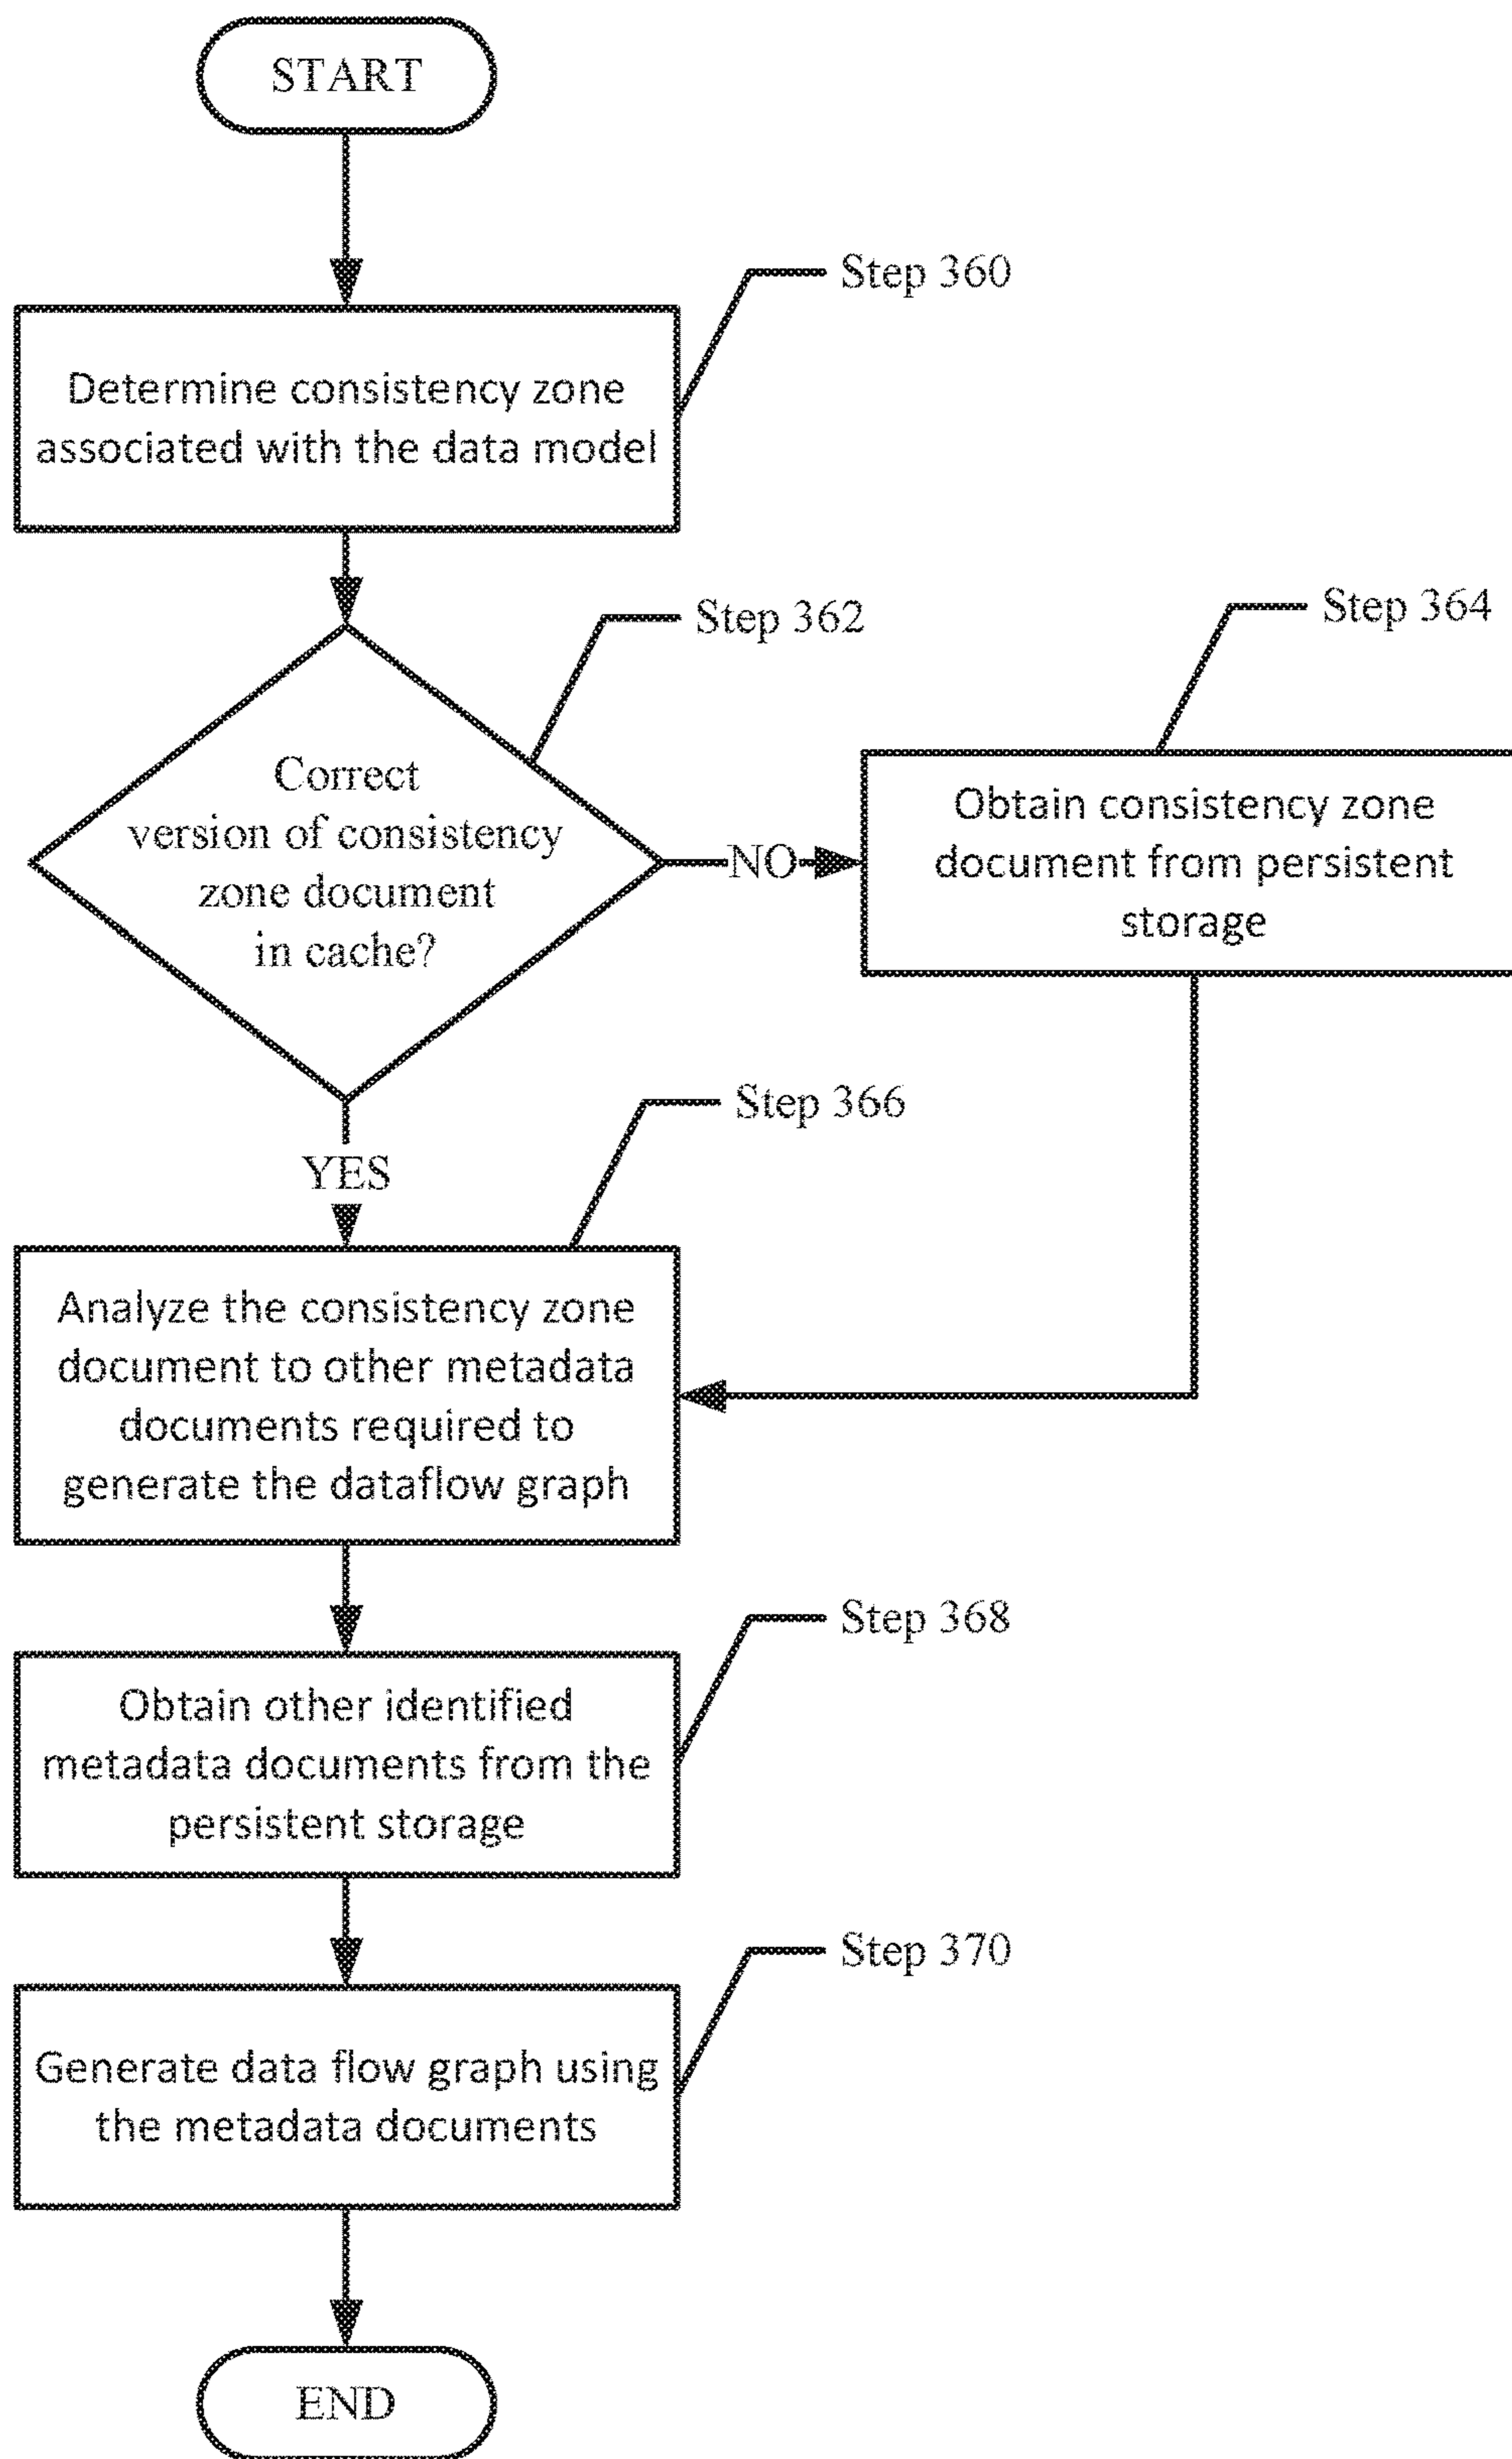 START
Step 360
Determine consistency zone
associated with the data model
Step 362
Step 364
Correct
version of consistency
zone document
in cache?
NO
Obtain consistency zone
document from persistent
storage
Step 366
YES
Analyze the consistency zone
document to other metadata
documents required to
generate the dataflow graph
Step 368
Obtain other identified
metadata documents from the
persistent storage
Step 370
Generate data flow graph using
the metadata documents
END